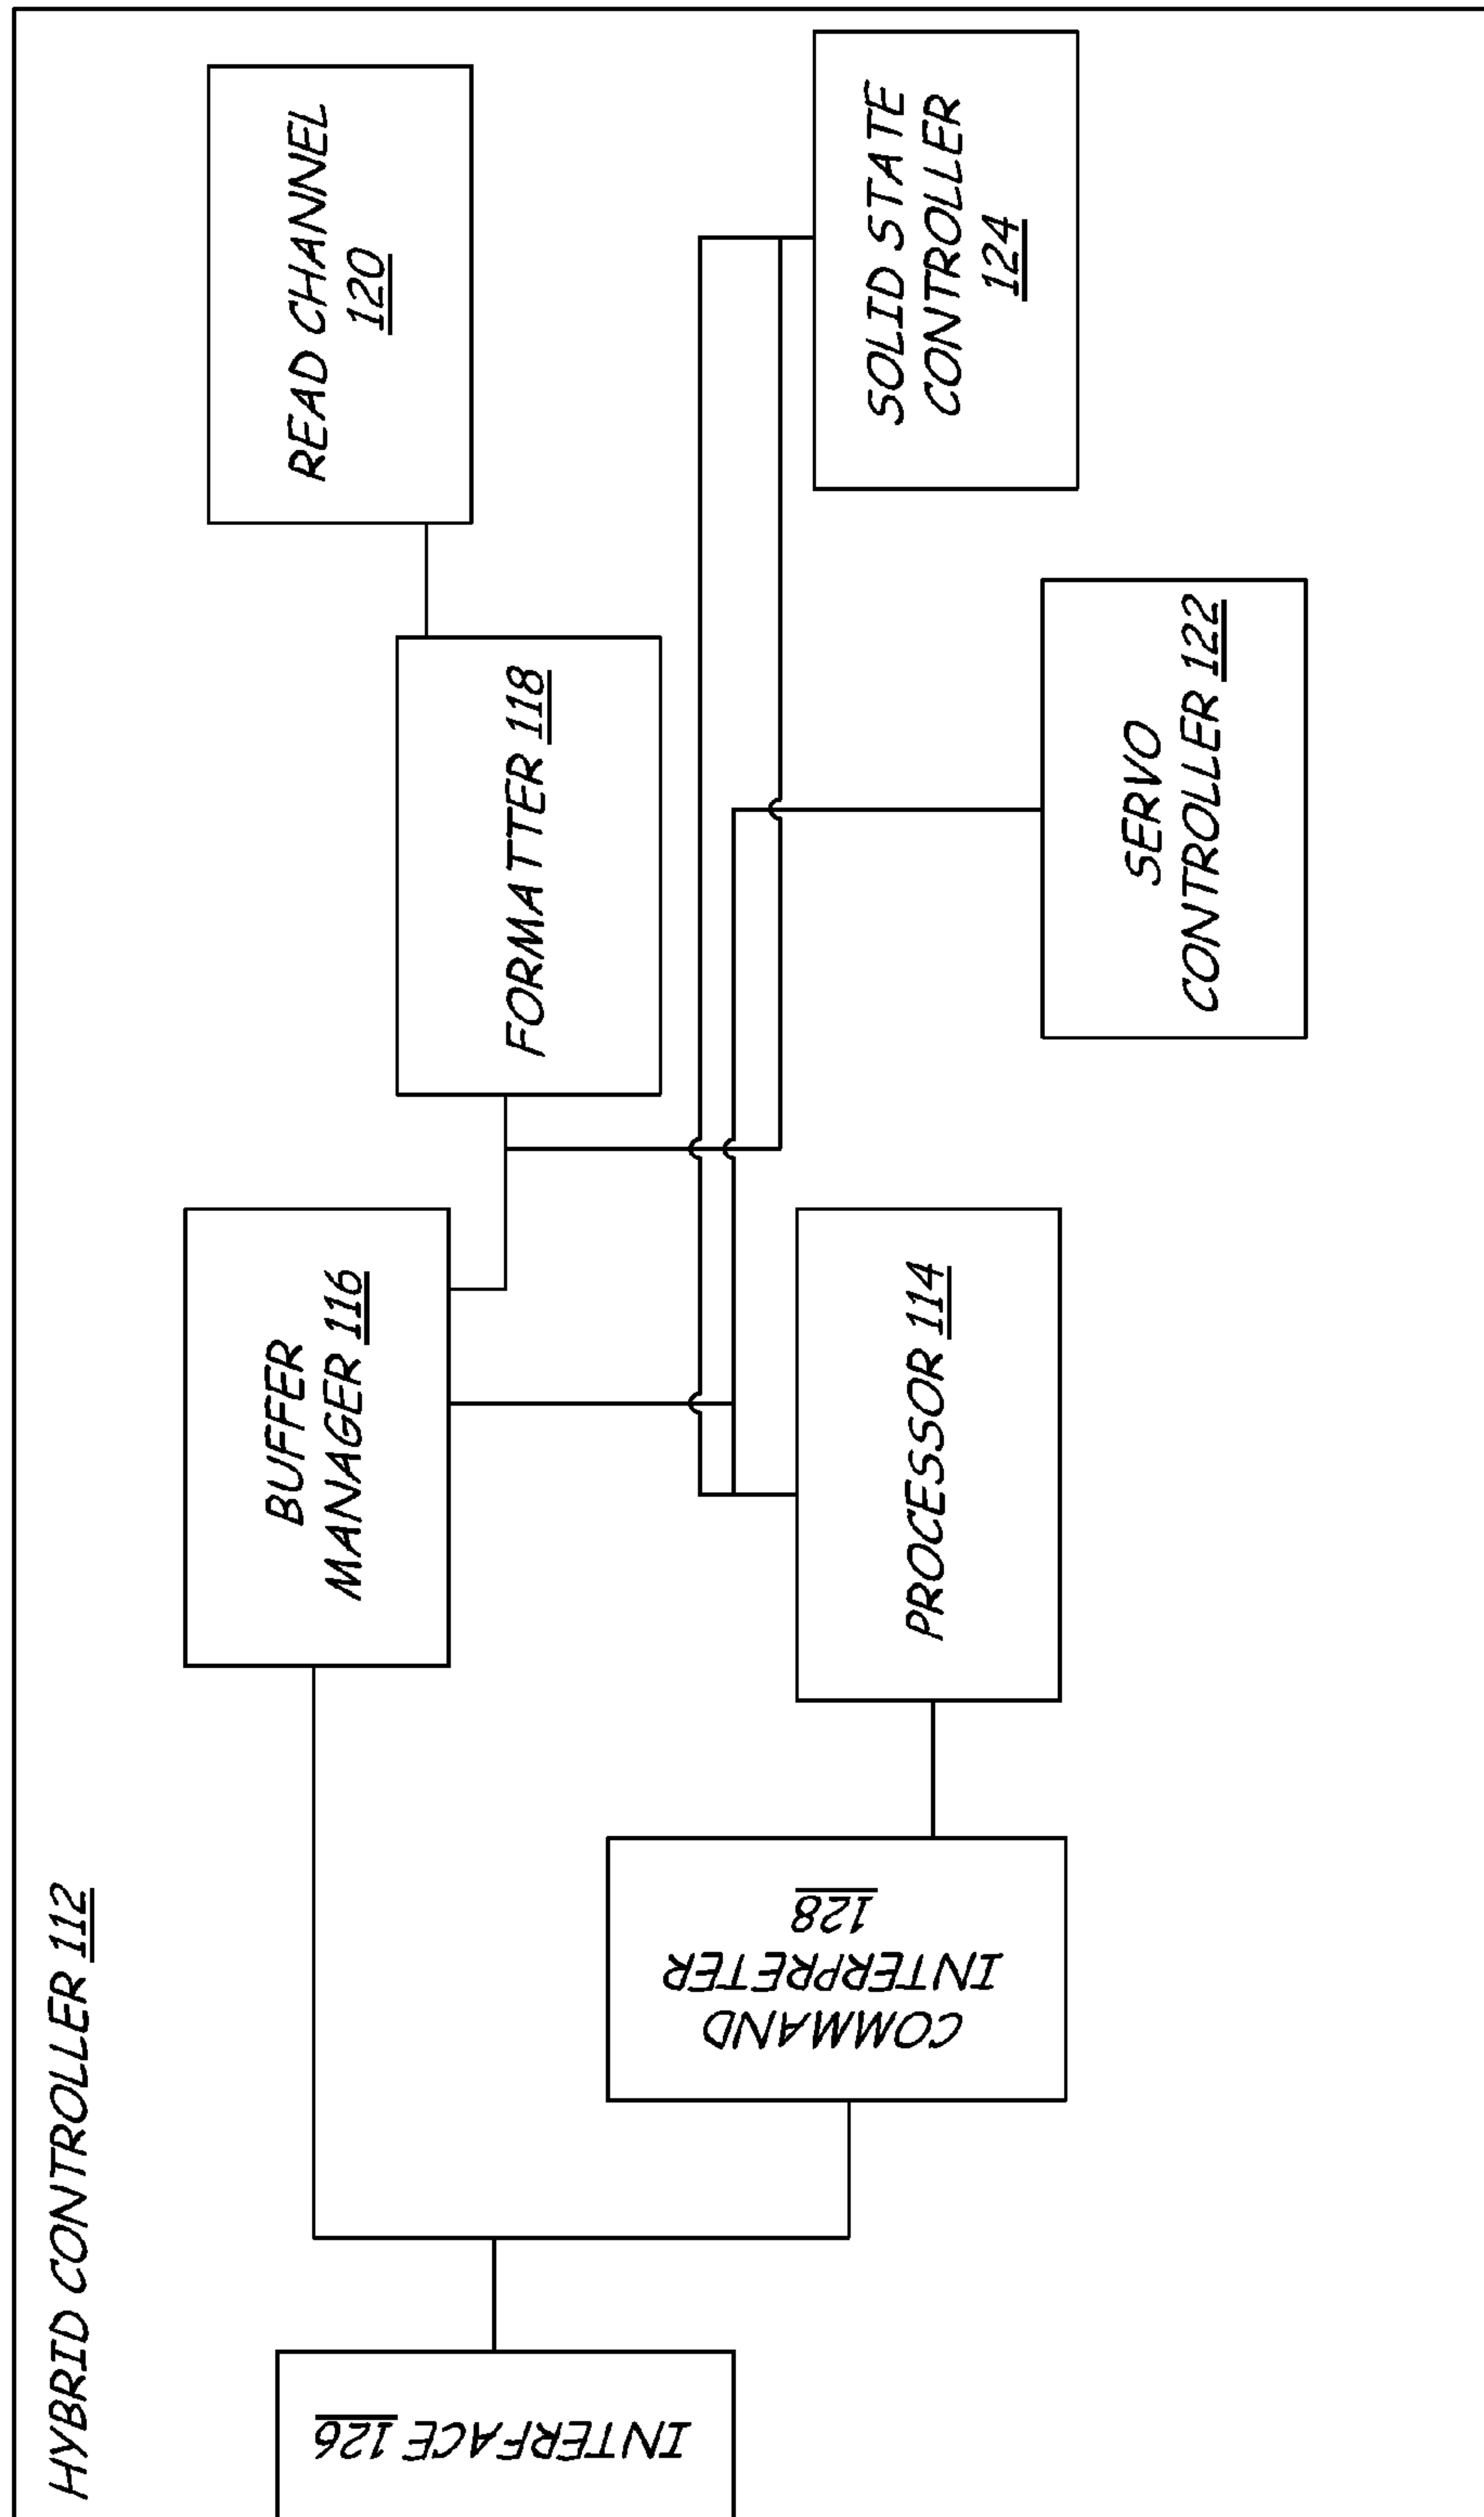 HYBRID CONTROLLER 112
INTERFACE 126
COMMAND
INTERPRETER
128
BUFFER
MANAGER 116
PROCESSOR 114
FORMATTER 118
READ CHANNEL
120
SERVO
CONTROLLER 122
SOLID STATE
CONTROLLER
124